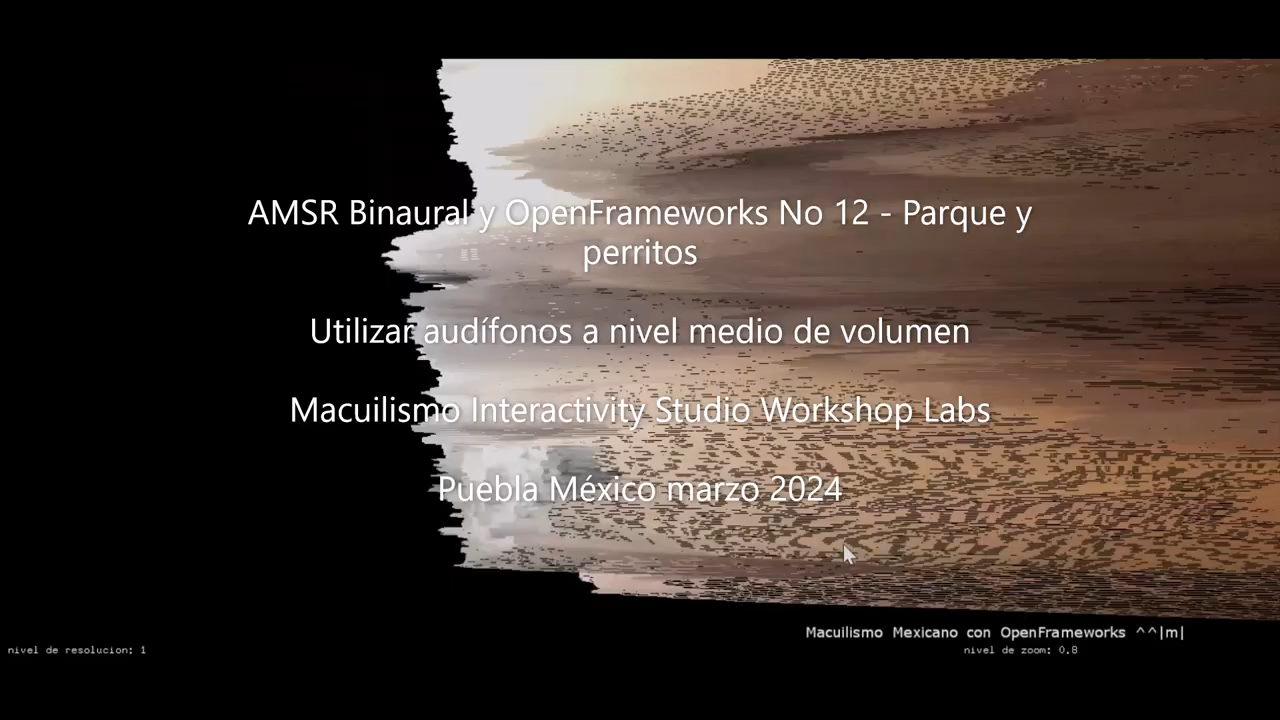 AMSR Binaural y OpenFrameworks No 12 - Parque y
perritos
Utilizar audífonos a nivel medio de volumen
Macuilismo Interactivity Studio Workshop Labs
Puebla México marzo 2024
Macuilismo Mexicano con OpenFrameworks ^^|m|
nivel de resolucion: 1
nivel de zoom: 0.8